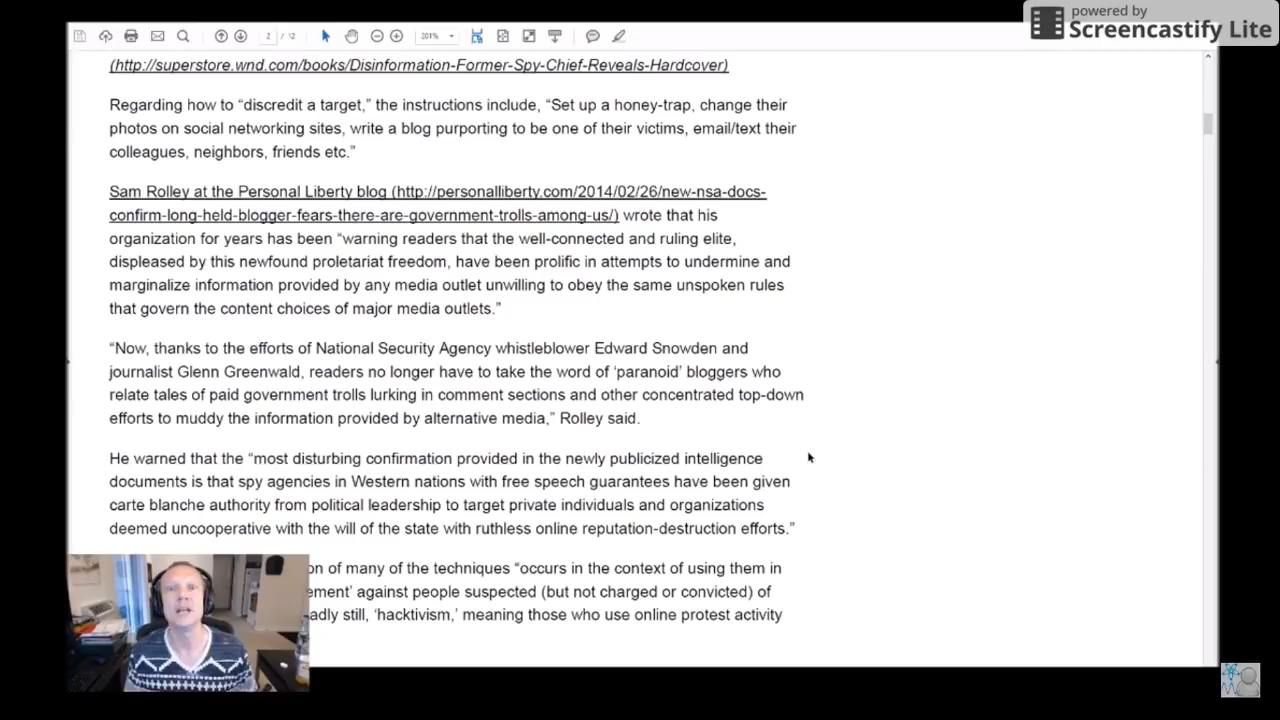 powered by
Screencastify Lite
2 / 12
201%
(http://superstore.wnd.com/books/Disinformation-Former-Spy-Chief-Reveals-Hardcover)
Regarding how to “discredit a target,” the instructions include, “Set up a honey-trap, change their
photos on social networking sites, write a blog purporting to be one of their victims, email/text their
colleagues, neighbors, friends etc.”
Sam Rolley at the Personal Liberty blog (http://personalliberty.com/2014/02/26/new-nsa-docs-
confirm-long-held-blogger-fears-there-are-government-trolls-among-us/) wrote that his
organization for years has been “warning readers that the well-connected and ruling elite,
displeased by this newfound proletariat freedom, have been prolific in attempts to undermine and
marginalize information provided by any media outlet unwilling to obey the same unspoken rules
that govern the content choices of major media outlets.”
“Now, thanks to the efforts of National Security Agency whistleblower Edward Snowden and
journalist Glenn Greenwald, readers no longer have to take the word of ‘paranoid’ bloggers who
relate tales of paid government trolls lurking in comment sections and other concentrated top-down
efforts to muddy the information provided by alternative media,” Rolley said.
He warned that the “most disturbing confirmation provided in the newly publicized intelligence
documents is that spy agencies in Western nations with free speech guarantees have been given
carte blanche authority from political leadership to target private individuals and organizations
deemed uncooperative with the will of the state with ruthless online reputation-destruction efforts.”
on of many of the techniques “occurs in the context of using them in
ement’ against people suspected (but not charged or convicted) of
adly still, ‘hacktivism,’ meaning those who use online protest activity